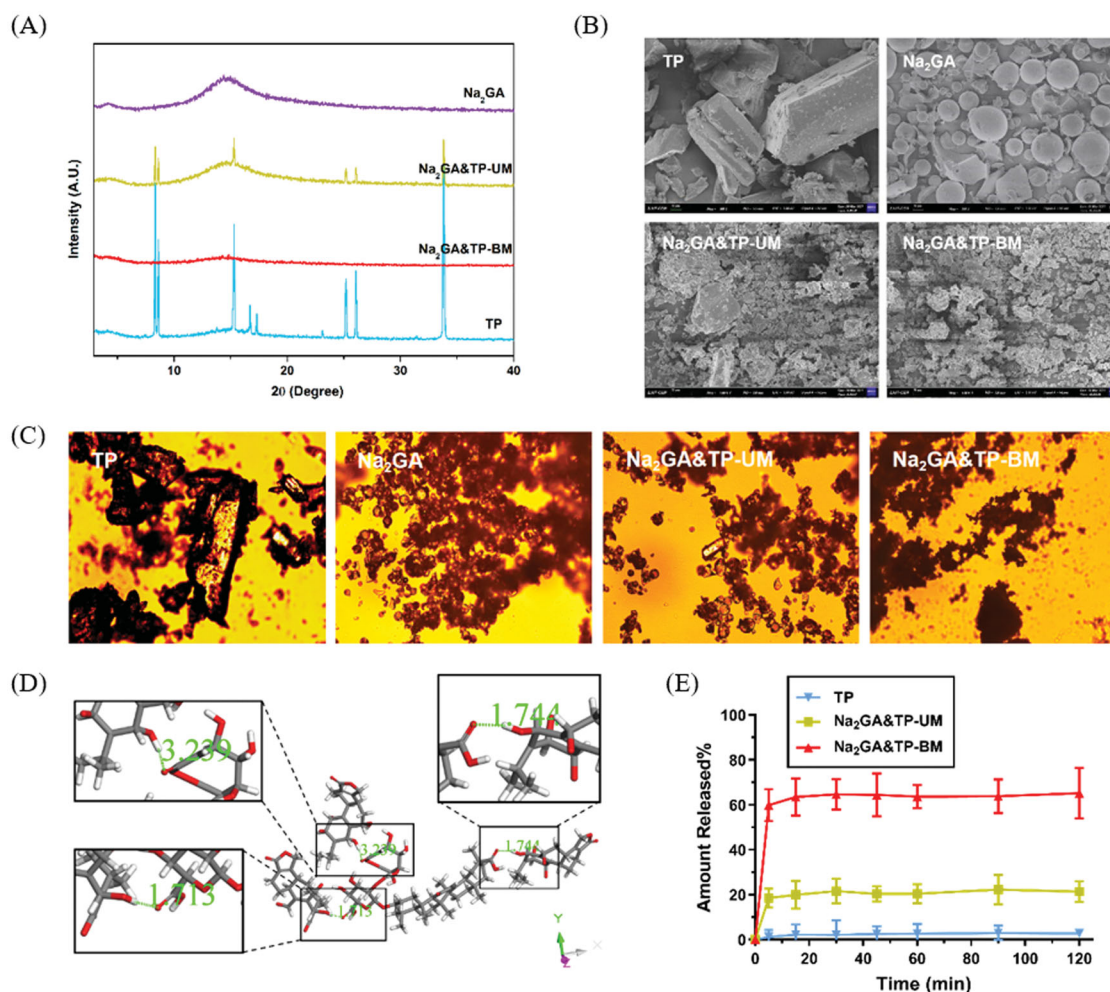 (A)
Intensity (A.U.)
Na₂GA
Na₂GA&TP-UM
Na₂GA&TP-BM
TP
10 20 30 40
2θ (Degree)
(B)
TP
Na₂GA
Na₂GA&TP-UM
Na₂GA&TP-BM
(C)
TP
Na₂GA
Na₂GA&TP-UM
Na₂GA&TP-BM
(D)
3.239
1.744
1.713
3.239
1.744
Y
X
Z
(E)
TP
Na₂GA&TP-UM
Na₂GA&TP-BM
Amount Released%
100
80
60
40
20
0
0 20 40 60 80 100 120
Time (min)